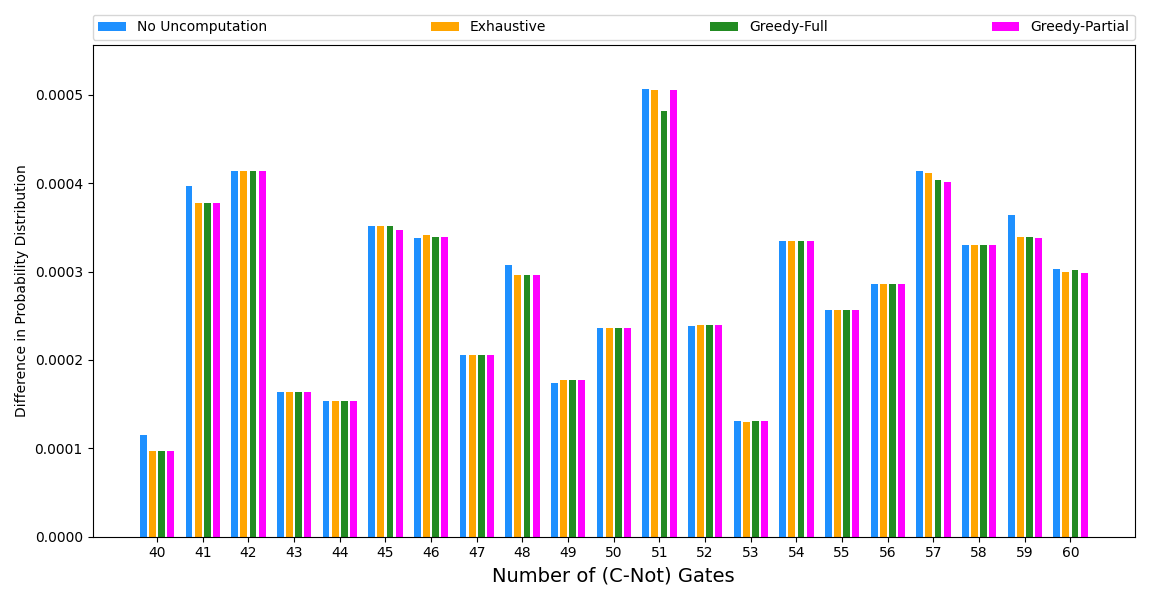 No Uncomputation Exhaustive Greedy-Full Greedy-Partial
Difference in Probability Distribution
0.0005
0.0004
0.0003
0.0002
0.0001
0.0000
40 41 42 43 44 45 46 47 48 49 50 51 52 53 54 55 56 57 58 59 60
Number of (C-Not) Gates